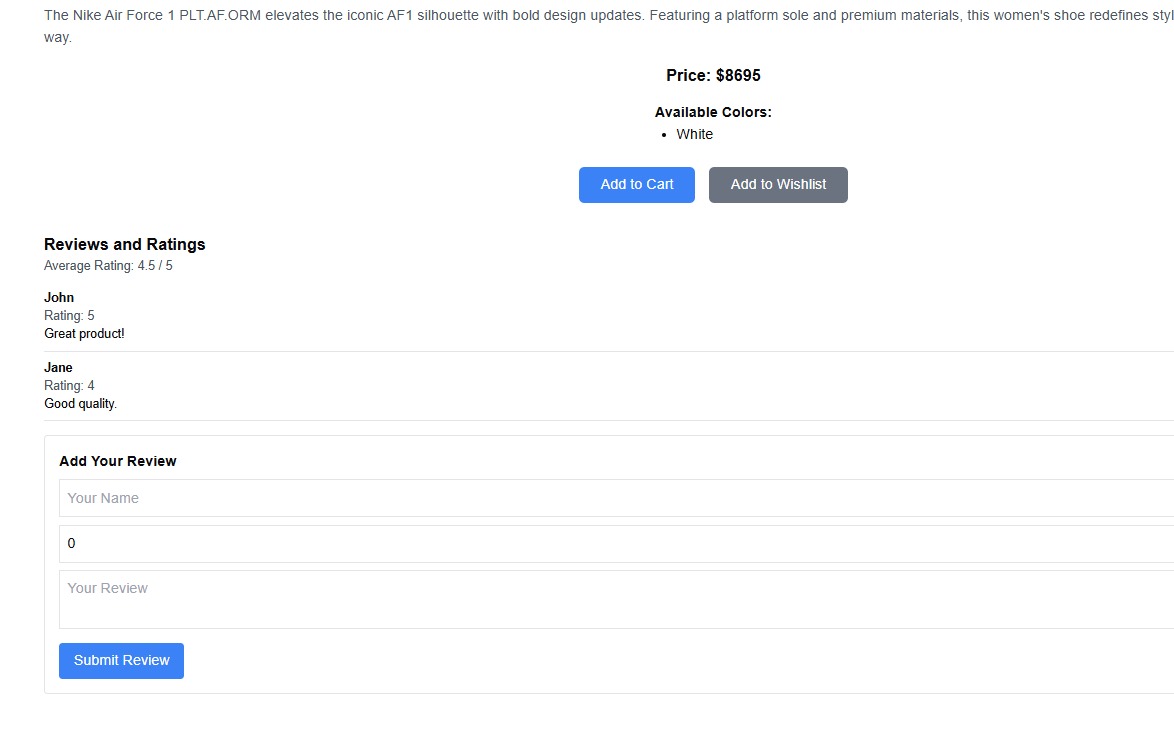 The Nike Air Force 1 PLT.AF.ORM elevates the iconic AF1 silhouette with bold design updates. Featuring a platform sole and premium materials, this women's shoe redefines
way.
Price: $8695
Available Colors:
• White
Add to Cart Add to Wishlist
Reviews and Ratings
Average Rating: 4.5 / 5
John
Rating: 5
Great product!
Jane
Rating: 4
Good quality.
Add Your Review
Your Name
0
Your Review
Submit Review